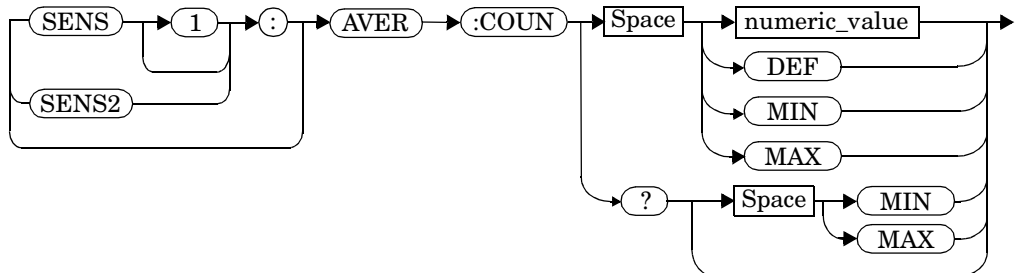 SENS 1 : AVER :COUN Space numeric_value
DEF
SENS2 MIN
MAX
? Space MIN
MAX